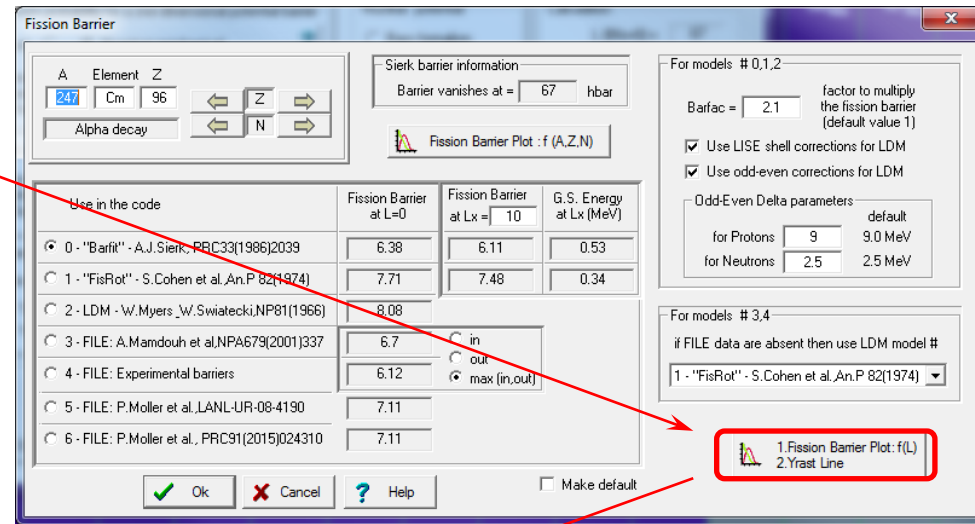 Fission Barrier
A Element Z
247 Cm 96
Z
Alpha decay
N
Sierk barrier information
Barrier vanishes at = 67 hbar
Fission Barrier Plot : f (A,Z,N)
For models # 0,1,2
Barfac = 2.1
factor to multiply
the fission barrier
(default value 1)
Use LISE shell corrections for LDM
Use odd-even corrections for LDM
Odd-Even Delta parameters
default
for Protons 9 9.0 MeV
for Neutrons 2.5 2.5 MeV
Use in the code
Fission Barrier
at L=0
Fission Barrier
at Lx = 10
G.S. Energy
at Lx (MeV)
0 - "Barfit" - A.J.Sierk, PRC33(1986)2039 6.38 6.11 0.53
1 - "FisRot" - S.Cohen et al.,An.P 82(1974) 7.71 7.48 0.34
2 - LDM - W.Myers_W.Swiatecki,NP81(1966) 8.08
3 - FILE: A.Mamdouh et al,NPA679(2001)337 6.7
4 - FILE: Experimental barriers 6.12
in
out
max (in,out)
5 - FILE: P.Moller et al.,LANL-UR-08-4190 7.11
6 - FILE: P.Moller et al., PRC91(2015)024310 7.11
For models # 3,4
if FILE data are absent then use LDM model #
1 - "FisRot" - S.Cohen et al.,An.P 82(1974)
1.Fission Barrier Plot: f(L)
2.Yrast Line
Ok
Cancel
? Help
Make default